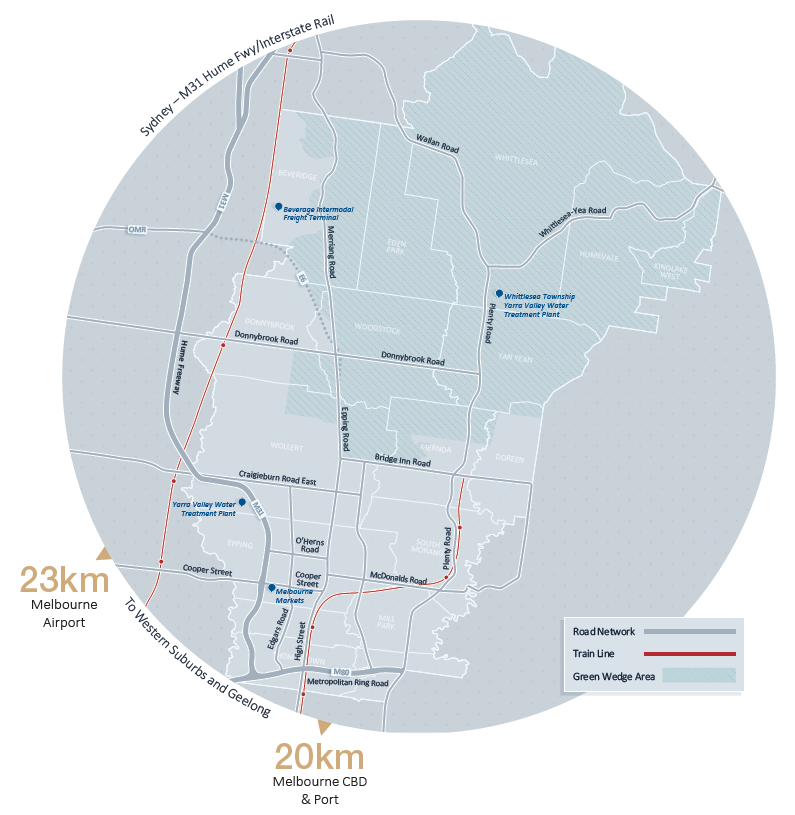 Sydney – M31 Hume Fwy/Interstate Rail
Wallan Road
WHITTLESEA
BEVERIDGE
M31
Beverage Intermodal
Freight Terminal
Whittlesea-Yea Road
OMR
Merriang Road
EDEN
PARK
HUMEVALE
KINGLAKE
WEST
E6
Whittlesea Township
Yarra Valley Water
Treatment Plant
Plenty Road
DONNYBROOK
WOODSTOCK
Donnybrook Road
Hume Freeway
Donnybrook Road
YAN YEAN
Epping Road
WOLLERT
MERNDA
DOREEN
Bridge Inn Road
Craigieburn Road East
Yarra Valley Water
Treatment Plant
M31
EPPING
O'Herns
Road
SOUTH
MORANG
Plenty Road
Cooper Street
Cooper
Street
McDonalds Road
Melbourne
Markets
Edgars Road
High Street
MILL
PARK
M80
Metropolitan Ring Road
23km
Melbourne
Airport
To Western Suburbs and Geelong
20km
Melbourne CBD
& Port
Road Network
Train Line
Green Wedge Area